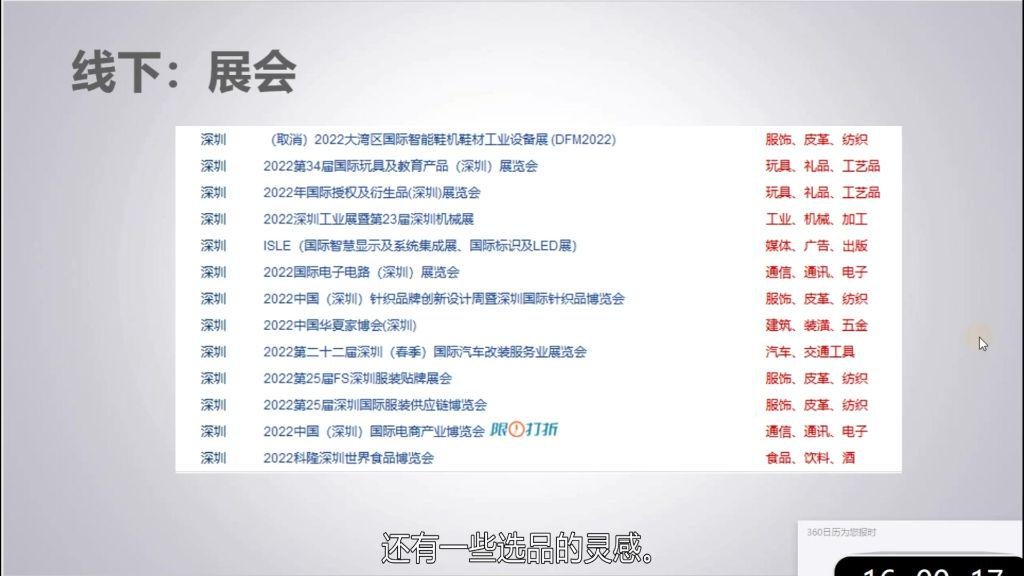 线下：展会
深圳 （取消）2022大湾区国际智能鞋机鞋材工业设备展 (DFM2022) 服饰、皮革、纺织
深圳 2022第34届国际玩具及教育产品（深圳）展览会 玩具、礼品、工艺品
深圳 2022年国际授权及衍生品(深圳)展览会 玩具、礼品、工艺品
深圳 2022深圳工业展暨第23届深圳机械展 工业、机械、加工
深圳 ISLE（国际智慧显示及系统集成展、国际标识及LED展） 媒体、广告、出版
深圳 2022国际电子电路（深圳）展览会 通信、通讯、电子
深圳 2022中国（深圳）针织品牌创新设计周暨深圳国际针织品博览会 服饰、皮革、纺织
深圳 2022中国华夏家博会(深圳) 建筑、装潢、五金
深圳 2022第二十二届深圳（春季）国际汽车改装服务业展览会 汽车、交通工具
深圳 2022第25届FS深圳服装贴牌展会 服饰、皮革、纺织
深圳 2022第25届深圳国际服装供应链博览会 服饰、皮革、纺织
深圳 2022中国（深圳）国际电商产业博览会 限!打折 通信、通讯、电子
深圳 2022科隆深圳世界食品博览会 食品、饮料、酒
360日历为您报时
还有一些选品的灵感。